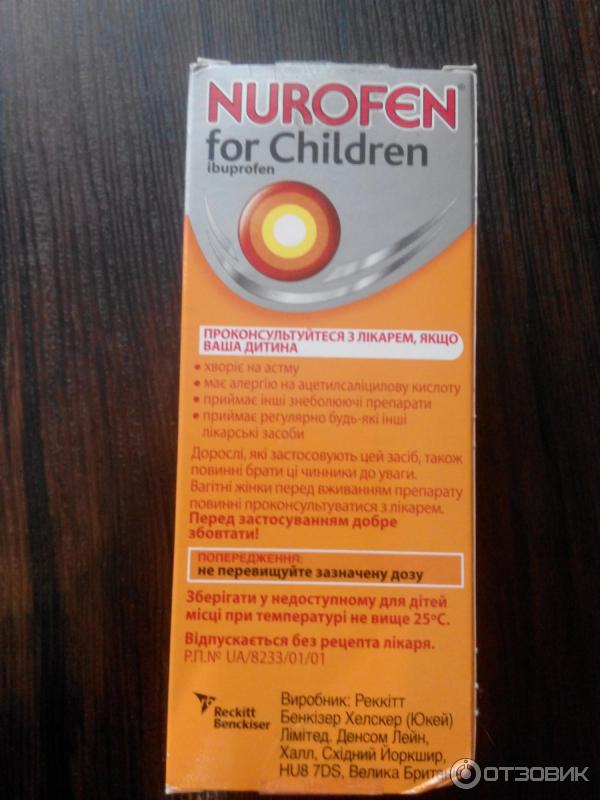 NUROFEN®
for Children
ibuprofen
ПРОКОНСУЛЬТУЙТЕСЯ З ЛІКАРЕМ, ЯКЩО
ВАША ДИТИНА
• хворіє на астму
• має алергію на ацетилсаліцилову кислоту
• приймає інші знеболюючі препарати
• приймає регулярно будь-які інші
лікарські засоби
Дорослі, які застосовують цей засіб, також
повинні брати ці чинники до уваги.
Вагітні жінки перед вживанням препарату
повинні проконсультуватися з лікарем.
Перед застосуванням добре
збовтати!
ПОПЕРЕДЖЕННЯ:
не перевищуйте зазначену дозу
Зберігати у недоступному для дітей
місці при температурі не вище 25°C.
Відпускається без рецепта лікаря.
Р.П.№ UA/8233/01/01
Reckitt
Benckiser
Виробник: Реккітт
Бенкізер Хелскер (Юкей)
Лімітед. Денсом Лейн,
Халл, Східний Йоркшир,
HU8 7DS, Велика
ОТЗОВИК